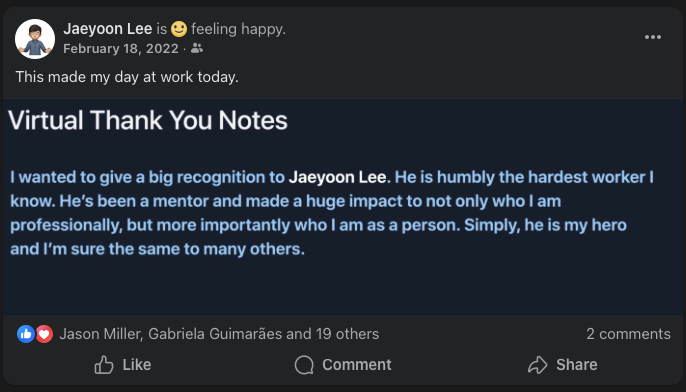 Jaeyoon Lee is 🙂 feeling happy.
February 18, 2022 ·
This made my day at work today.
Virtual Thank You Notes
I wanted to give a big recognition to Jaeyoon Lee. He is humbly the hardest worker I
know. He's been a mentor and made a huge impact to not only who I am
professionally, but more importantly who I am as a person. Simply, he is my hero
and I'm sure the same to many others.
Jason Miller, Gabriela Guimarães and 19 others 2 comments
Like Comment Share